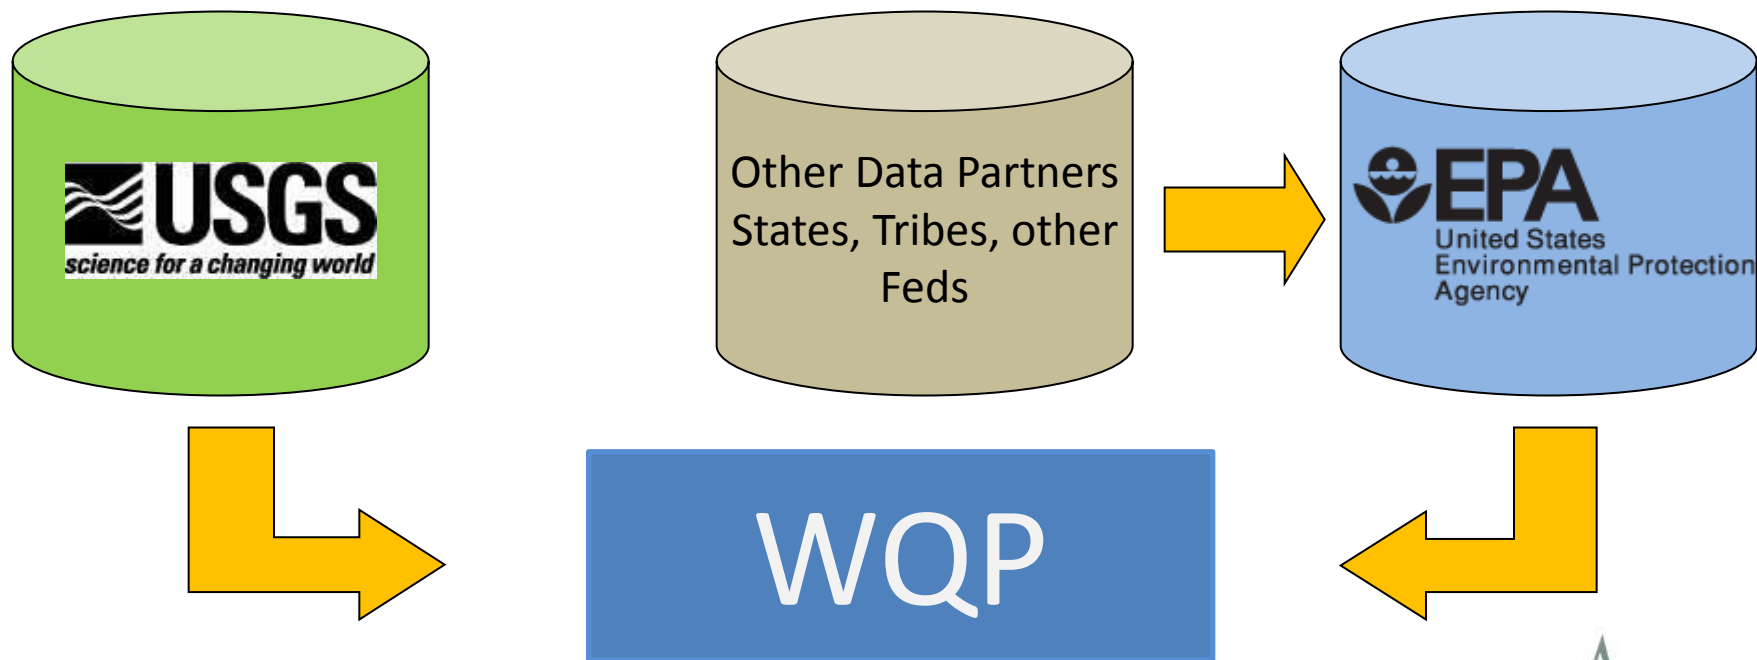 USGS
science for a changing world
Other Data Partners
States, Tribes, other
Feds
EPA
United States
Environmental Protection
Agency
WQP